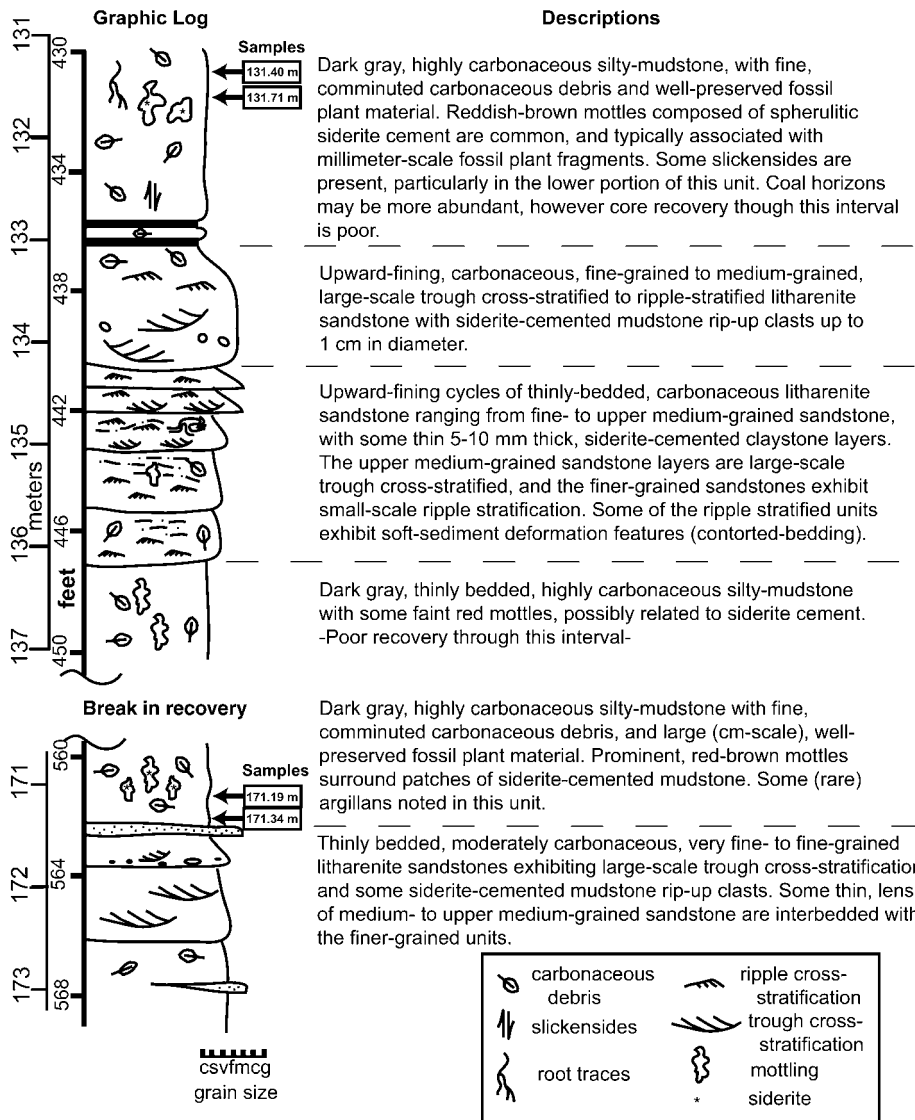 Graphic Log
Descriptions
131
132
133
134
135
136
137
meters
430
434
438
442
446
450
feet
Samples
131.40 m
131.71 m
Dark gray, highly carbonaceous silty-mudstone, with fine,
comminuted carbonaceous debris and well-preserved fossil
plant material. Reddish-brown mottles composed of spherulitic
siderite cement are common, and typically associated with
millimeter-scale fossil plant fragments. Some slickensides are
present, particularly in the lower portion of this unit. Coal horizons
may be more abundant, however core recovery though this interval
is poor.
Upward-fining, carbonaceous, fine-grained to medium-grained,
large-scale trough cross-stratified to ripple-stratified litharenite
sandstone with siderite-cemented mudstone rip-up clasts up to
1 cm in diameter.
Upward-fining cycles of thinly-bedded, carbonaceous litharenite
sandstone ranging from fine- to upper medium-grained sandstone,
with some thin 5-10 mm thick, siderite-cemented claystone layers.
The upper medium-grained sandstone layers are large-scale
trough cross-stratified, and the finer-grained sandstones exhibit
small-scale ripple stratification. Some of the ripple stratified units
exhibit soft-sediment deformation features (contorted-bedding).
Dark gray, thinly bedded, highly carbonaceous silty-mudstone
with some faint red mottles, possibly related to siderite cement.
-Poor recovery through this interval-
Break in recovery
171
172
173
560
564
568
Samples
171.19 m
171.34 m
Dark gray, highly carbonaceous silty-mudstone with fine,
comminuted carbonaceous debris, and large (cm-scale), well-
preserved fossil plant material. Prominent, red-brown mottles
surround patches of siderite-cemented mudstone. Some (rare)
argillans noted in this unit.
Thinly bedded, moderately carbonaceous, very fine- to fine-grained
litharenite sandstones exhibiting large-scale trough cross-stratification
and some siderite-cemented mudstone rip-up clasts. Some thin, lens
of medium- to upper medium-grained sandstone are interbedded with
the finer-grained units.
csvfmcg
grain size
carbonaceous
debris
slickensides
root traces
ripple cross-
stratification
trough cross-
stratification
mottling
siderite